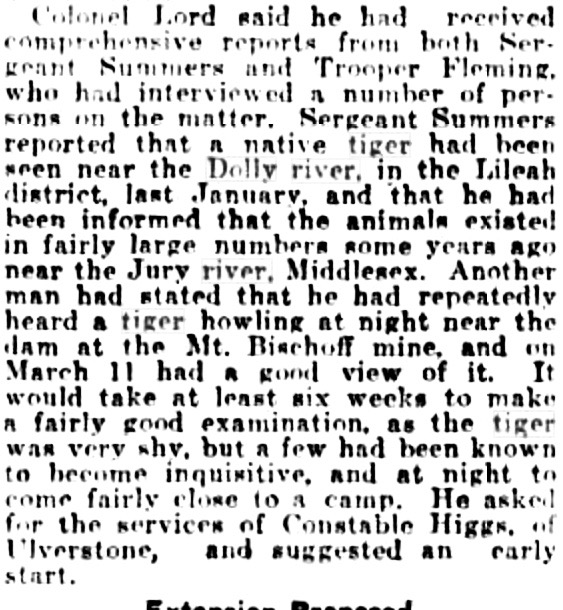 Colonel Lord said he had received
comprehensive reports from both Ser-
geant Summers and Trooper Fleming,
who had interviewed a number of per-
sons on the matter. Sergeant Summers
reported that a native tiger had been
seen near the Dolly river, in the Lileah
district, last January, and that he had
been informed that the animals existed
in fairly large numbers some years ago
near the Jury river, Middlesex. Another
man had stated that he had repeatedly
heard a tiger howling at night near the
dam at the Mt. Bischoff mine, and on
March 11 had a good view of it. It
would take at least six weeks to make
a fairly good examination, as the tiger
was very shy, but a few had been known
to become inquisitive, and at night to
come fairly close to a camp. He asked
for the services of Constable Higgs, of
Ulverstone, and suggested an early
start.
Extension Proposed